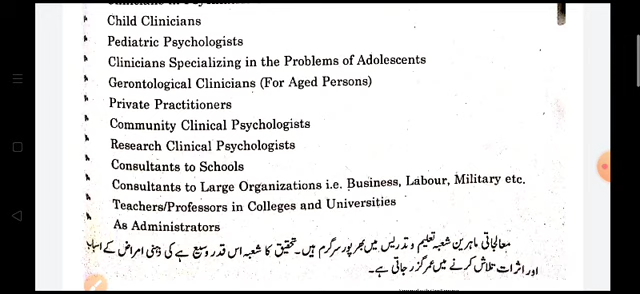 Child Clinicians
Pediatric Psychologists
Clinicians Specializing in the Problems of Adolescents
Gerontological Clinicians (For Aged Persons)
Private Practitioners
Community Clinical Psychologists
Research Clinical Psychologists
Consultants to Schools
Consultants to Large Organizations i.e. Business, Labour, Military etc.
Teachers/Professors in Colleges and Universities
As Administrators
معالجاتی ماہرین شعبہ تعلیم و تدریس میں بھرپور سرگرم ہیں۔ تحقیق کا شعبہ اس قدر وسیع ہے کی ذہنی امراض کے اسباب
اور اثرات تلاش کرنے میں عمر گزر جاتی ہے۔